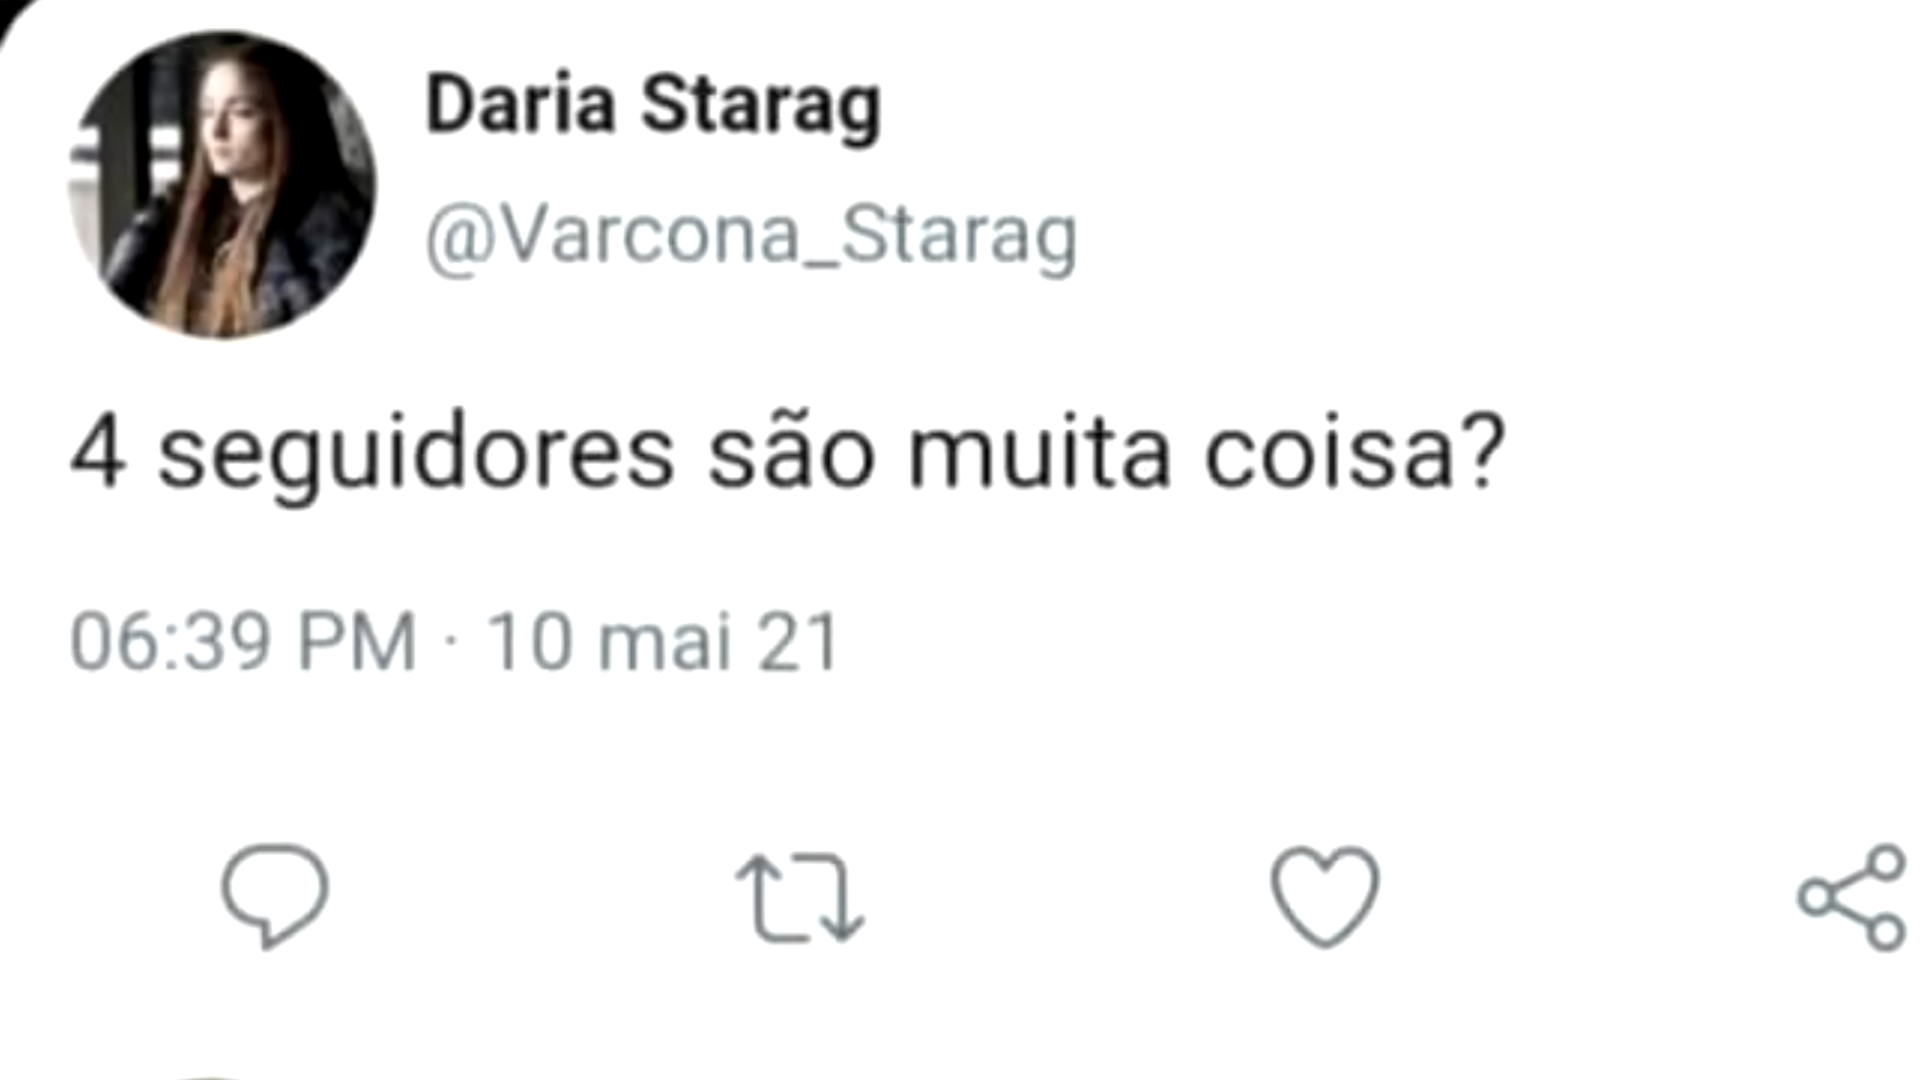 Daria Starag
@Varcona_Starag
4 seguidores são muita coisa?
06:39 PM · 10 mai 21